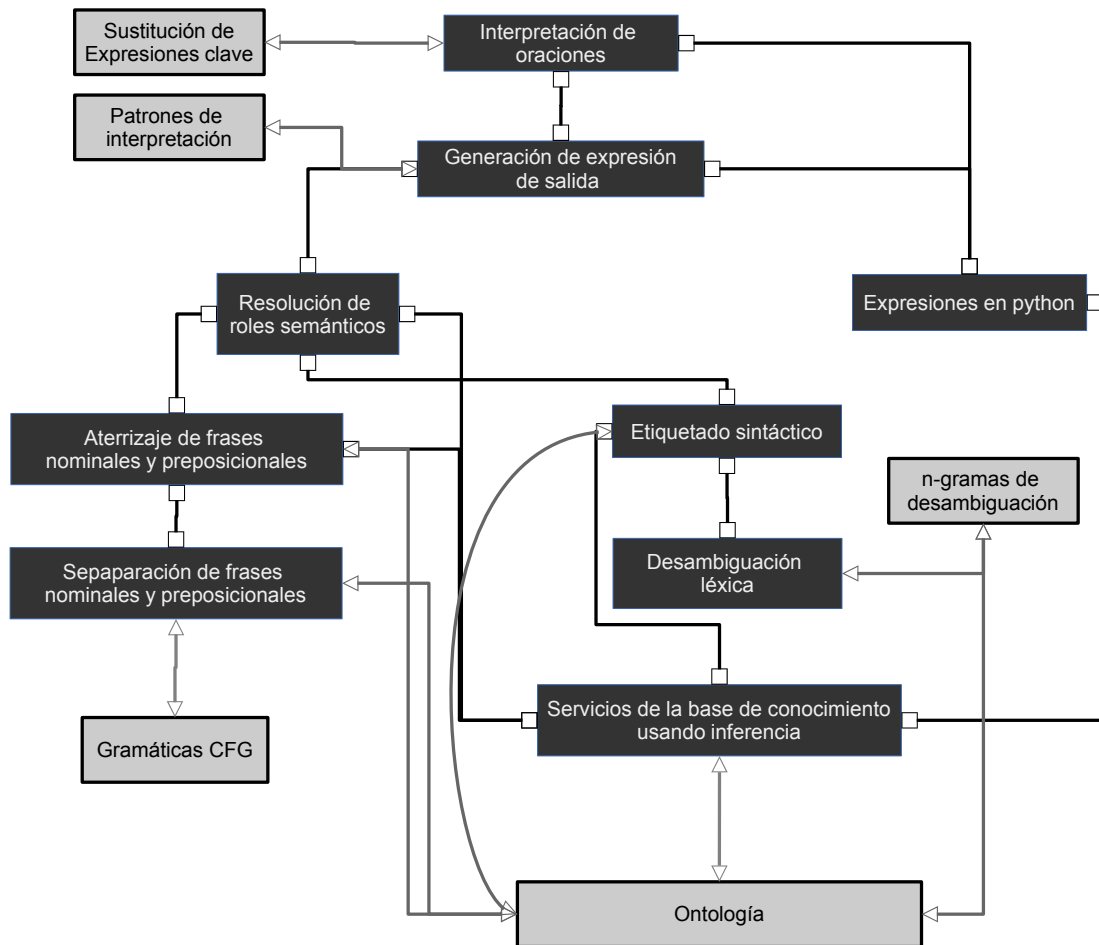 Sustitución de
Expresiones clave
Interpretación de
oraciones
Patrones de
interpretación
Generación de expresión
de salida
Resolución de
roles semánticos
Expresiones en python
Aterrizaje de frases
nominales y preposicionales
Etiquetado sintáctico
n-gramas de
desambiguación
Sepaparación de frases
nominales y preposicionales
Desambiguación
léxica
Servicios de la base de conocimiento
usando inferencia
Gramáticas CFG
Ontología